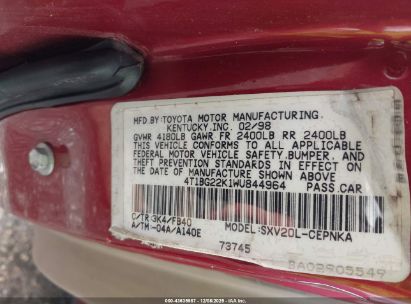 MFD.BY:TOYOTA MOTOR MANUFACTURING.
KENTUCKY.INC. 02/98
GVWR 4180LB GAWR FR 2400LB RR 2400LB
THIS VEHICLE CONFORMS TO ALL APPLICABLE
FEDERAL MOTOR VEHICLE SAFETY,BUMPER, AND
THEFT PREVENTION STANDARDS IN EFFECT ON
THE DATE OF MANUFACTURE SHOWN ABOVE.
4T1BG22K1WU844964 PASS.CAR
C/TR:3K4/FB40
A/TM:-04A/A140E
MODEL:SXV20L-CEPNKA
73745
BA0B905549